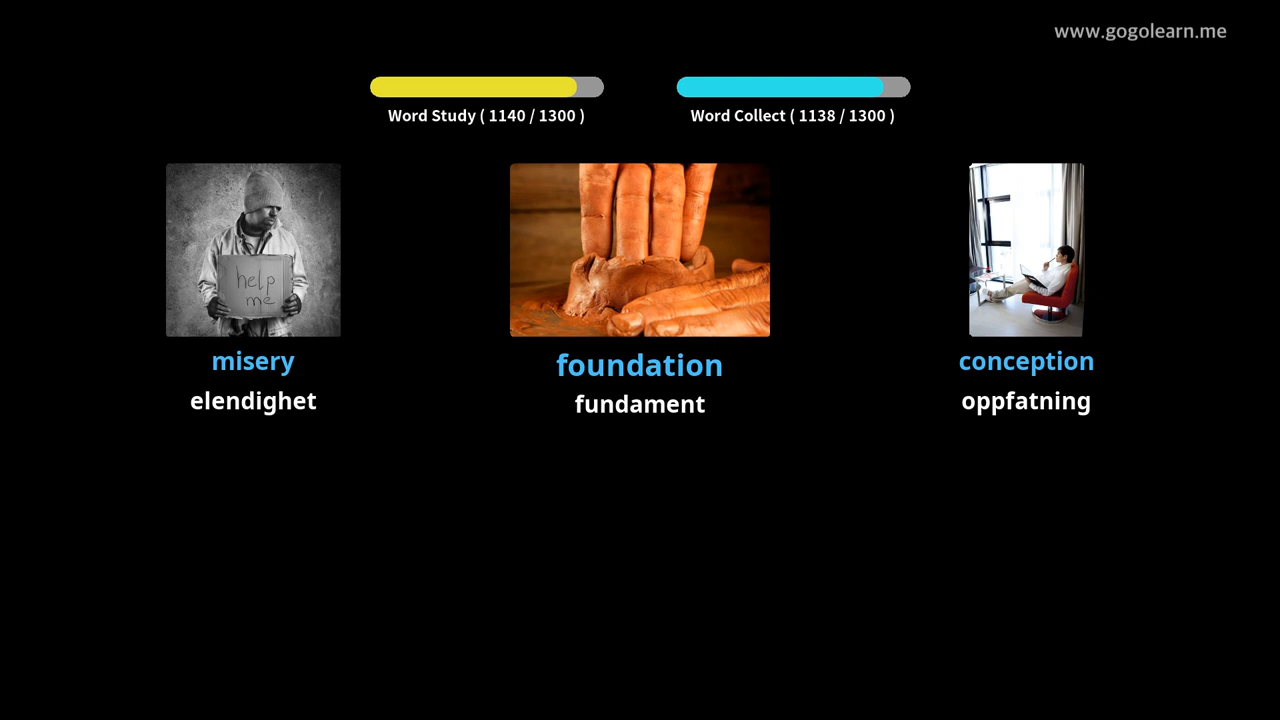 www.gogolearn.me
Word Study ( 1140 / 1300 )
Word Collect ( 1138 / 1300 )
help
me
misery
foundation
conception
elendighet
fundament
oppfatning